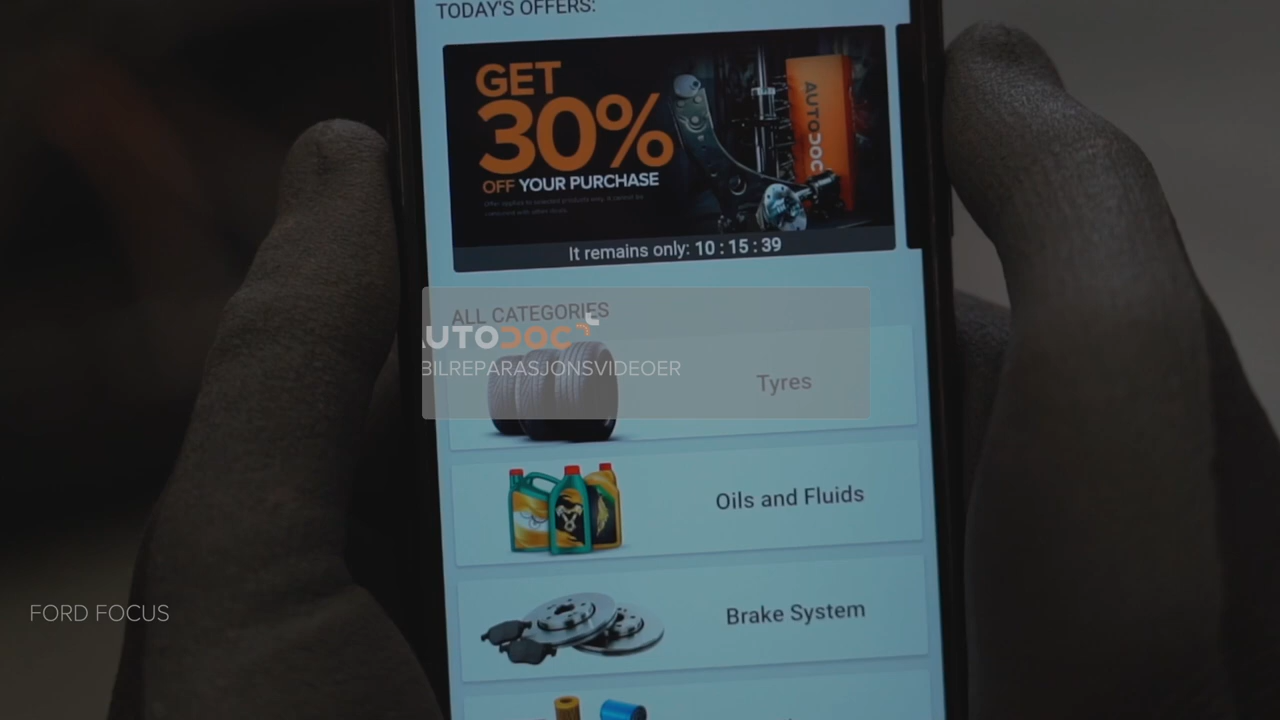 TODAY'S OFFERS:
GET
30%
OFF YOUR PURCHASE
It remains only: 10 : 15 : 39
AUTODOC
ALL CATEGORIES
AUTODOC
BILREPARASJONSVIDEOER
Tyres
Oils and Fluids
Brake System
FORD FOCUS